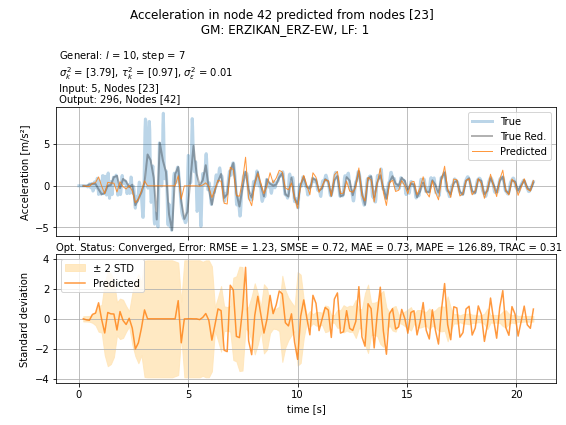 Acceleration in node 42 predicted from nodes [23]
GM: ERZIKAN_ERZ-EW, LF: 1
General: l = 10, step = 7
σ_k² = [3.79], τ_k² = [0.97], σ_ε² = 0.01
Input: 5, Nodes [23]
Output: 296, Nodes [42]
Acceleration [m/s²]
5
0
−5
True
True Red.
Predicted
Opt. Status: Converged, Error: RMSE = 1.23, SMSE = 0.72, MAE = 0.73, MAPE = 126.89, TRAC = 0.31
Standard deviation
4
2
0
−2
−4
± 2 STD
Predicted
0 5 10 15 20
time [s]